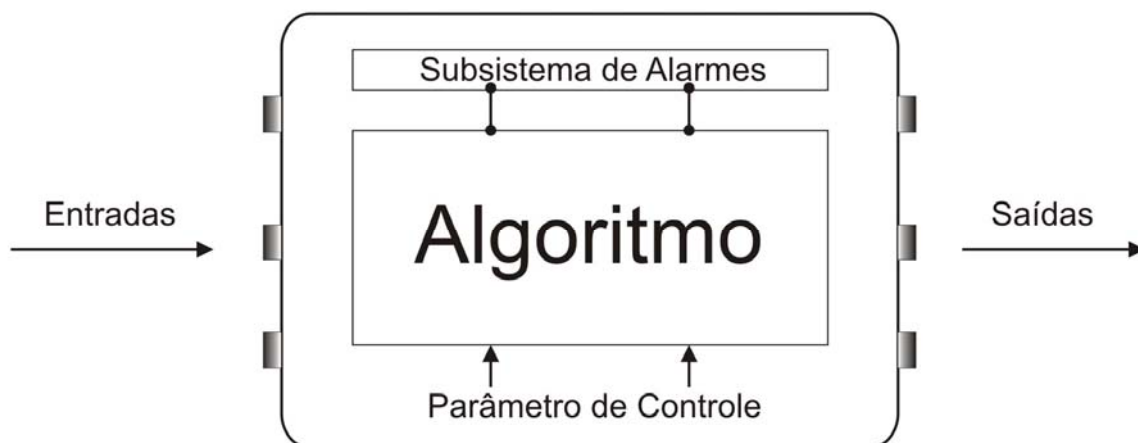 Subsistema de Alarmes
Entradas
Algoritmo
Saídas
Parâmetro de Controle